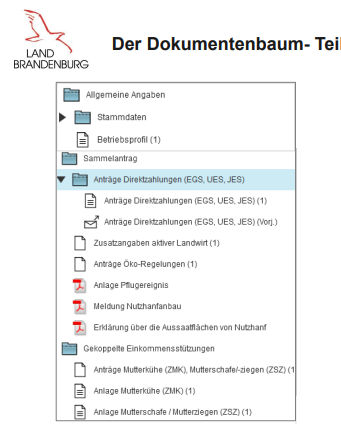 LAND
BRANDENBURG
Der Dokumentenbaum- Teil
Allgemeine Angaben
Stammdaten
Betriebsprofil (1)
Sammelantrag
Anträge Direktzahlungen (EGS, UES, JES)
Anträge Direktzahlungen (EGS, UES, JES) (1)
Anträge Direktzahlungen (EGS, UES, JES) (Vorj.)
Zusatzangaben aktiver Landwirt (1)
Anträge Öko-Regelungen (1)
Anlage Pflugereignis
Meldung Nutzhanfanbau
Erklärung über die Aussaatflächen von Nutzhanf
Gekoppelte Einkommensstützungen
Anträge Mutterkühe (ZMK), Mutterschafe/-ziegen (ZSZ) (1
Anlage Mutterkühe (ZMK) (1)
Anlage Mutterschafe / Mutterziegen (ZSZ) (1)